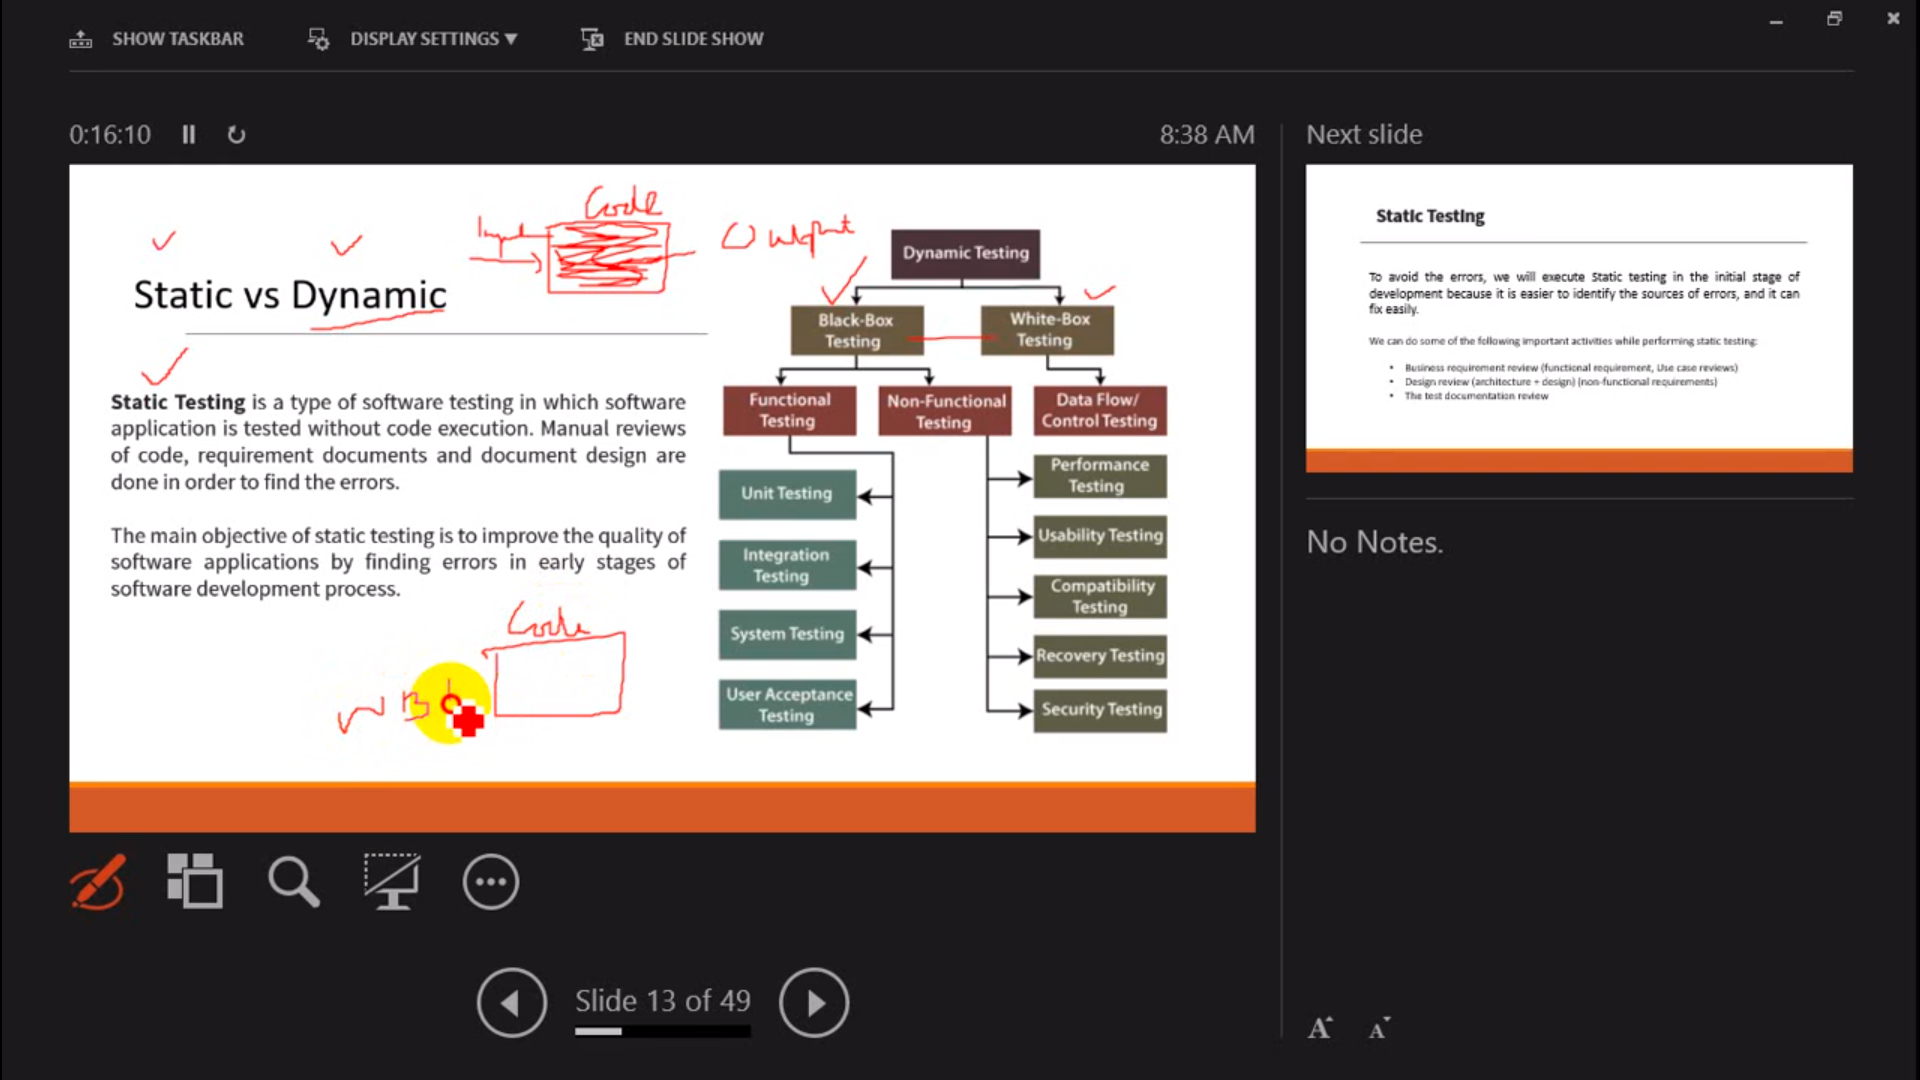 SHOW TASKBAR
DISPLAY SETTINGS ▼
END SLIDE SHOW
0:16:10
8:38 AM
Next slide
Code
Input
Output
Static vs Dynamic
Static Testing is a type of software testing in which software
application is tested without code execution. Manual reviews
of code, requirement documents and document design are
done in order to find the errors.
The main objective of static testing is to improve the quality of
software applications by finding errors in early stages of
software development process.
Code
W B
Dynamic Testing
Black-Box
Testing
White-Box
Testing
Functional
Testing
Non-Functional
Testing
Data Flow/
Control Testing
Unit Testing
Integration
Testing
System Testing
User Acceptance
Testing
Performance
Testing
Usability Testing
Compatibility
Testing
Recovery Testing
Security Testing
Static Testing
To avoid the errors, we will execute Static testing in the initial stage of
development because it is easier to identify the sources of errors, and it can
fix easily.
We can do some of the following important activities while performing static testing:
• Business requirement review (functional requirement, Use case reviews)
• Design review (architecture + design) (non-functional requirements)
• The test documentation review
No Notes.
Slide 13 of 49
A A